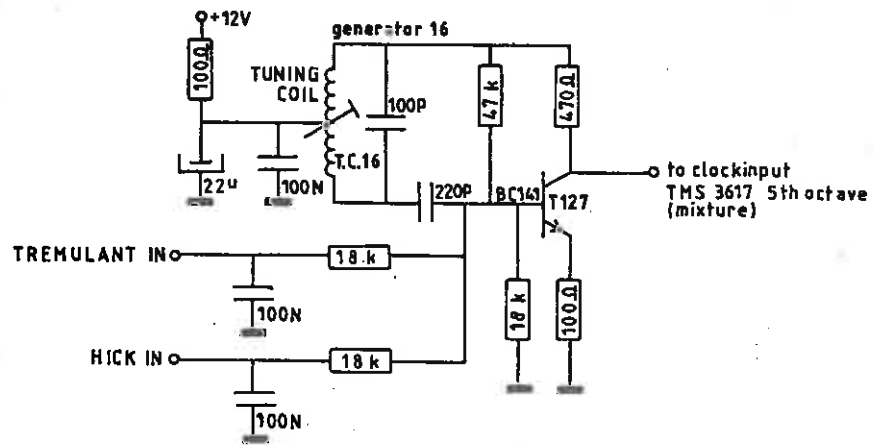 +12V
generator 16
100Ω
TUNING
COIL
100P
47 k
470Ω
T.C.16
22u
100N
220P
BC141
T127
to clockinput
TMS 3617 5th octave
(mixture)
TREMULANT IN
18 k
100N
18 k
100Ω
HICK IN
18 k
100N